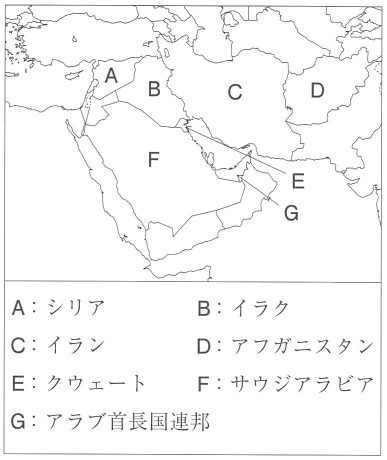 A
B
C
D
F
E
G
A：シリア B：イラク
C：イラン D：アフガニスタン
E：クウェート F：サウジアラビア
G：アラブ首長国連邦